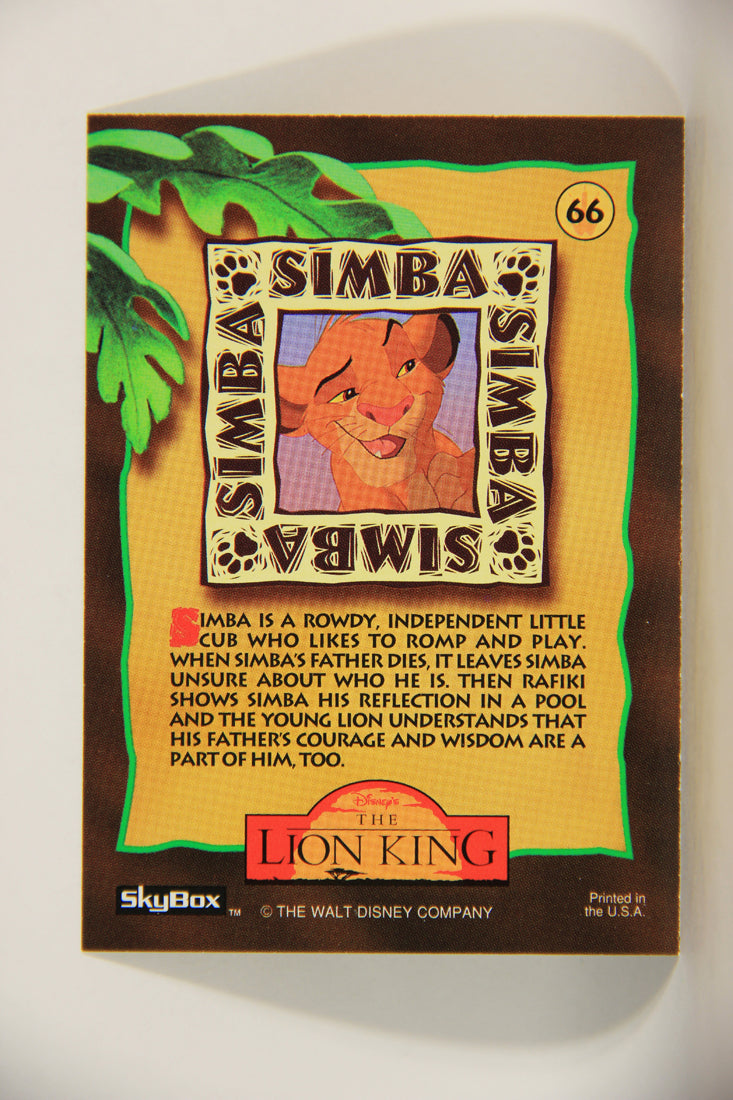 66
SIMBA
SIMBA
SIMBA
SIMBA
SIMBA IS A ROWDY, INDEPENDENT LITTLE
CUB WHO LIKES TO ROMP AND PLAY.
WHEN SIMBA'S FATHER DIES, IT LEAVES SIMBA
UNSURE ABOUT WHO HE IS. THEN RAFIKI
SHOWS SIMBA HIS REFLECTION IN A POOL
AND THE YOUNG LION UNDERSTANDS THAT
HIS FATHER'S COURAGE AND WISDOM ARE A
PART OF HIM, TOO.
DISNEY'S
THE
LION KING
SkyBox™
© THE WALT DISNEY COMPANY
Printed in
the U.S.A.